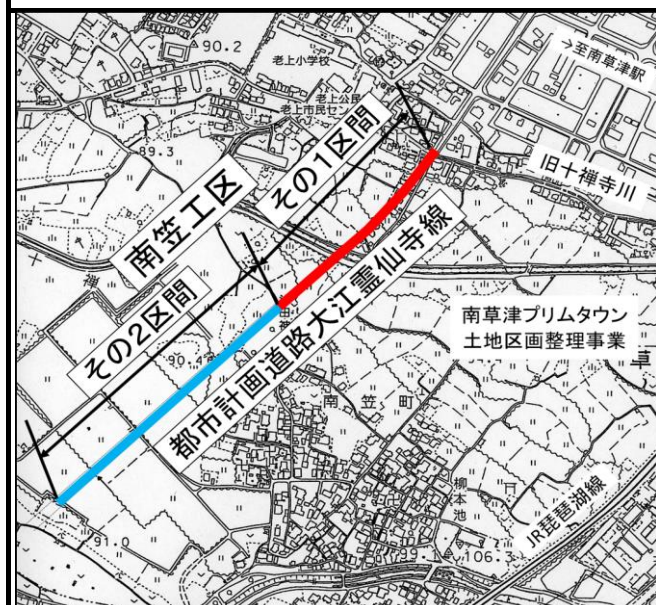 90.2
老上小学校
→至南草津駅
老上公民
老上市民セン
その1区間
89.3
旧十禅寺川
南笠工区
その2区間
都市計画道路大江霊仙寺線
南草津プリムタウン
土地区画整理事業
草
90.4
南笠町
柳本池
JR琵琶湖線
91.0
106.3